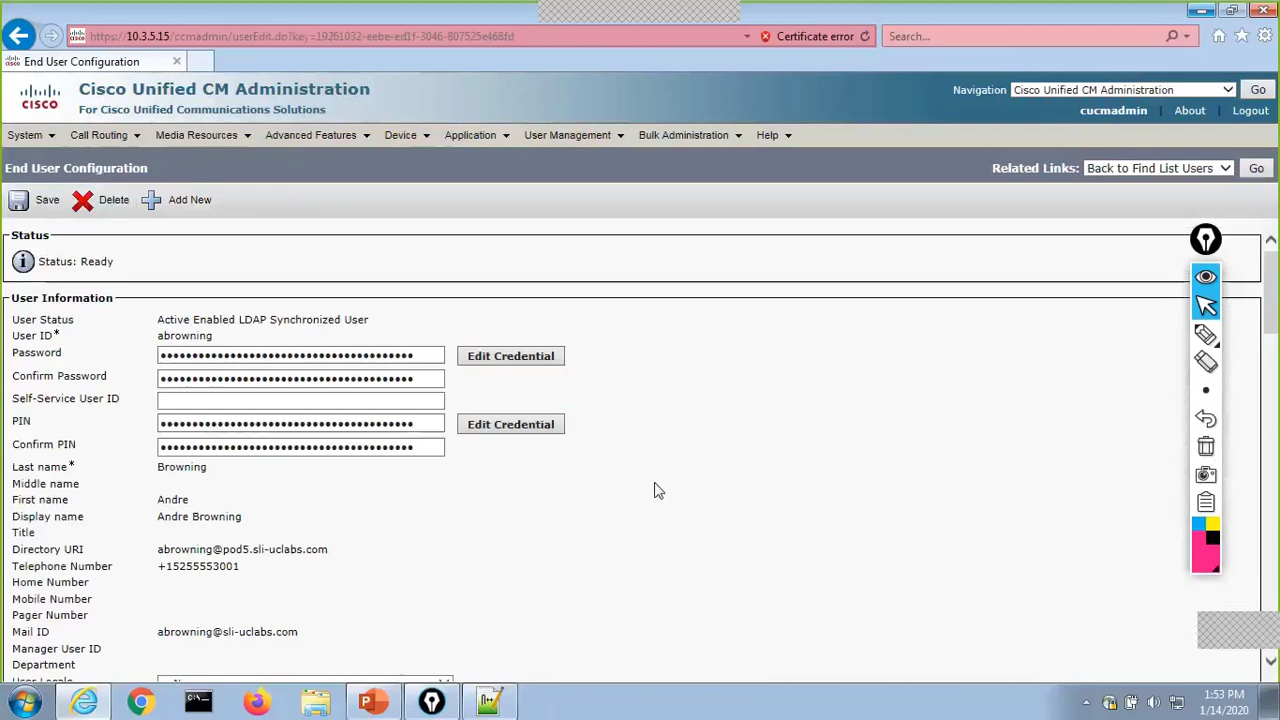 https://10.3.5.15/ccmadmin/userEdit.do?key=19261032-eebe-ed1f-3046-807525e468fd
Certificate error
Search...
End User Configuration
CISCO
Cisco Unified CM Administration
For Cisco Unified Communications Solutions
Navigation
Cisco Unified CM Administration
Go
cucmadmin
About
Logout
System
Call Routing
Media Resources
Advanced Features
Device
Application
User Management
Bulk Administration
Help
End User Configuration
Related Links:
Back to Find List Users
Go
Save
Delete
Add New
Status
Status: Ready
User Information
User Status Active Enabled LDAP Synchronized User
User ID* abrowning
Password
Edit Credential
Confirm Password
Self-Service User ID
PIN
Edit Credential
Confirm PIN
Last name* Browning
Middle name
First name Andre
Display name Andre Browning
Title
Directory URI abrowning@pod5.sli-uclabs.com
Telephone Number +15255553001
Home Number
Mobile Number
Pager Number
Mail ID abrowning@sli-uclabs.com
Manager User ID
Department
1:53 PM
1/14/2020